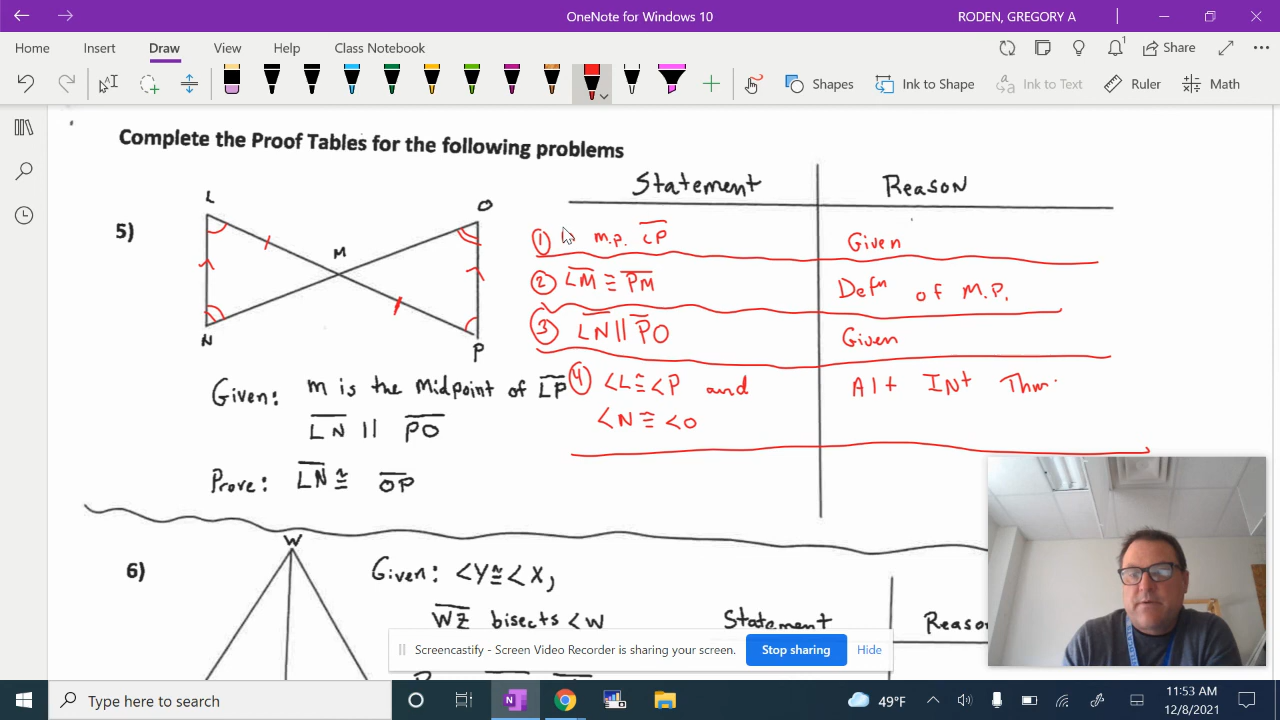 OneNote for Windows 10
RODEN, GREGORY A
Home Insert Draw View Help Class Notebook
Share
Shapes Ink to Shape Ink to Text Ruler Math
Complete the Proof Tables for the following problems
Statement Reason
5)
L
O
M
N
P
① m.p. LP Given
② LM ≅ PM Defn of M.P.
③ LN || PO Given
④ <L≅<P and Alt INt Thm.
<N≅<O
Given: M is the Midpoint of LP
LN || PO
Prove: LN ≅ OP
6)
W
Given: <Y≅<X,
WZ bisects <W
Statement Reason
Screencastify - Screen Video Recorder is sharing your screen. Stop sharing Hide
Type here to search
49°F
11:53 AM
12/8/2021